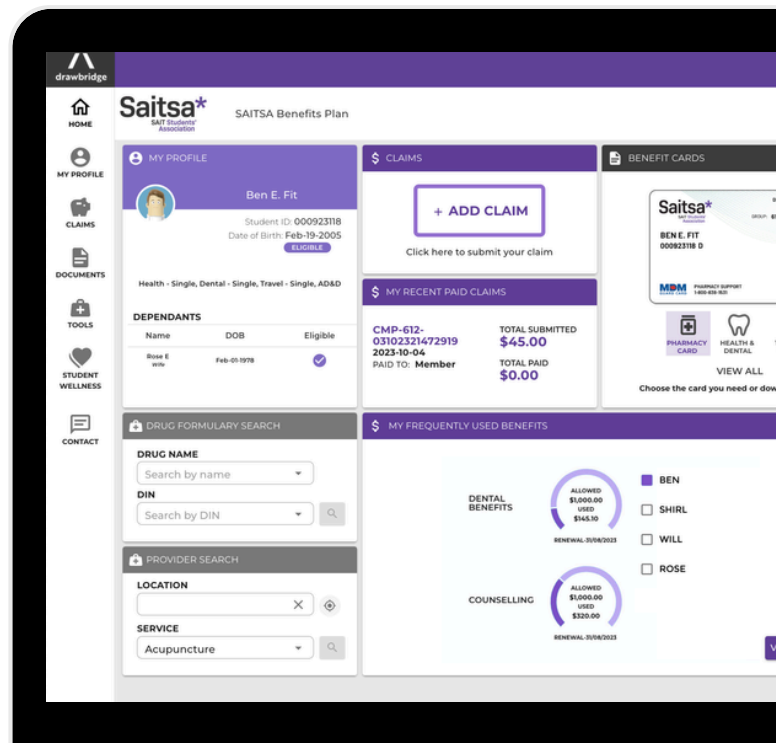 drawbridge
HOME
MY PROFILE
CLAIMS
DOCUMENTS
TOOLS
STUDENT
WELLNESS
CONTACT
Saitsa*
SAIT Students'
Association
SAITSA Benefits Plan
MY PROFILE
Ben E. Fit
Student ID: 000923118
Date of Birth: Feb-19-2005
ELIGIBLE
Health - Single, Dental - Single, Travel - Single, AD&D
DEPENDANTS
Name DOB Eligible
Rose E Feb-01-1978
Wife
$ CLAIMS
+ ADD CLAIM
Click here to submit your claim
$ MY RECENT PAID CLAIMS
CMP-612-
03102321472919
2023-10-04
PAID TO: Member
TOTAL SUBMITTED
$45.00
TOTAL PAID
$0.00
BENEFIT CARDS
Saitsa*
SAIT Students'
Association
GROUP:
BEN E. FIT
000923118 D
MDM
PHARMACY SUPPORT
PHARMACY
CARD
HEALTH &
DENTAL
VIEW ALL
Choose the card you need or dow
DRUG FORMULARY SEARCH
DRUG NAME
Search by name
DIN
Search by DIN
PROVIDER SEARCH
LOCATION
SERVICE
Acupuncture
$ MY FREQUENTLY USED BENEFITS
DENTAL
BENEFITS
ALLOWED
$1,000.00
USED
$145.10
RENEWAL-31/08/2023
COUNSELLING
ALLOWED
$1,000.00
USED
$320.00
RENEWAL-31/08/2023
BEN
SHIRL
WILL
ROSE
V